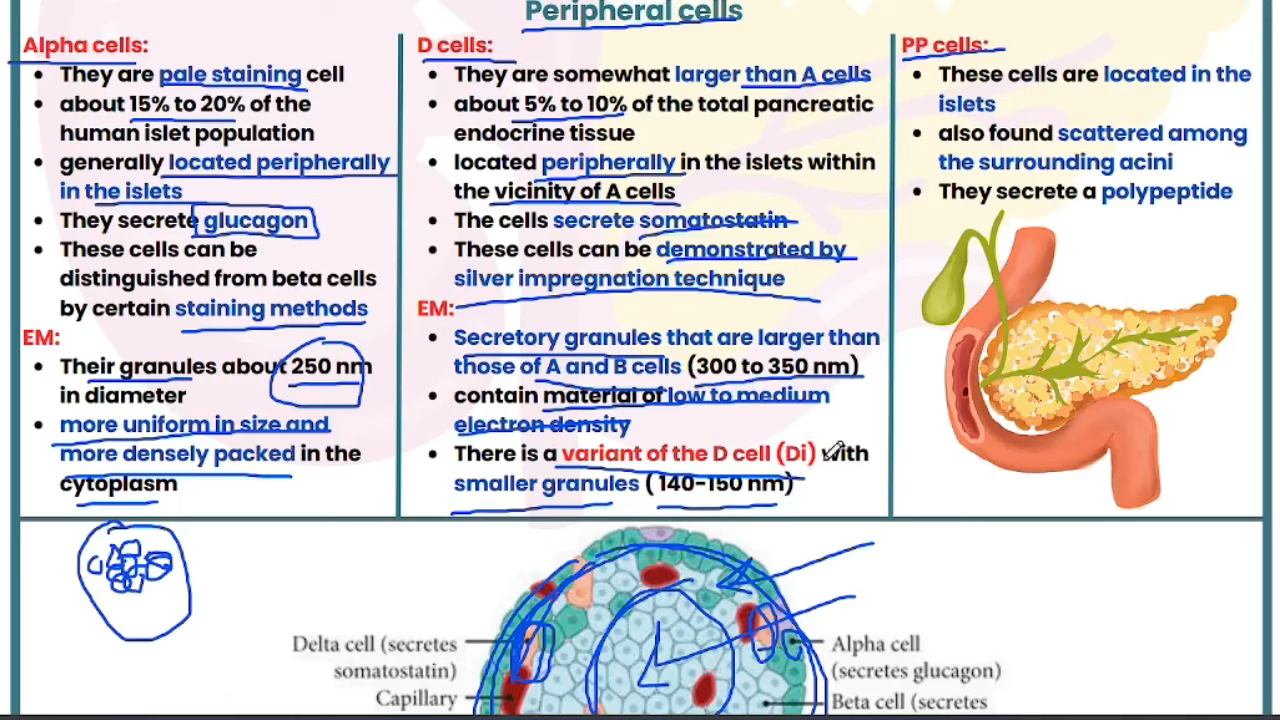 Peripheral cells
Alpha cells:
They are pale staining cell
about 15% to 20% of the
human islet population
generally located peripherally
in the islets
They secrete glucagon
These cells can be
distinguished from beta cells
by certain staining methods
EM:
Their granules about 250 nm
in diameter
more uniform in size and
more densely packed in the
cytoplasm
D cells:
They are somewhat larger than A cells
about 5% to 10% of the total pancreatic
endocrine tissue
located peripherally in the islets within
the vicinity of A cells
The cells secrete somatostatin
These cells can be demonstrated by
silver impregnation technique
EM:
Secretory granules that are larger than
those of A and B cells (300 to 350 nm)
contain material of low to medium
electron density
There is a variant of the D cell (Di) with
smaller granules ( 140-150 nm)
PP cells:
These cells are located in the
islets
also found scattered among
the surrounding acini
They secrete a polypeptide
Delta cell (secretes
somatostatin)
Capillary
Alpha cell
(secretes glucagon)
Beta cell (secretes